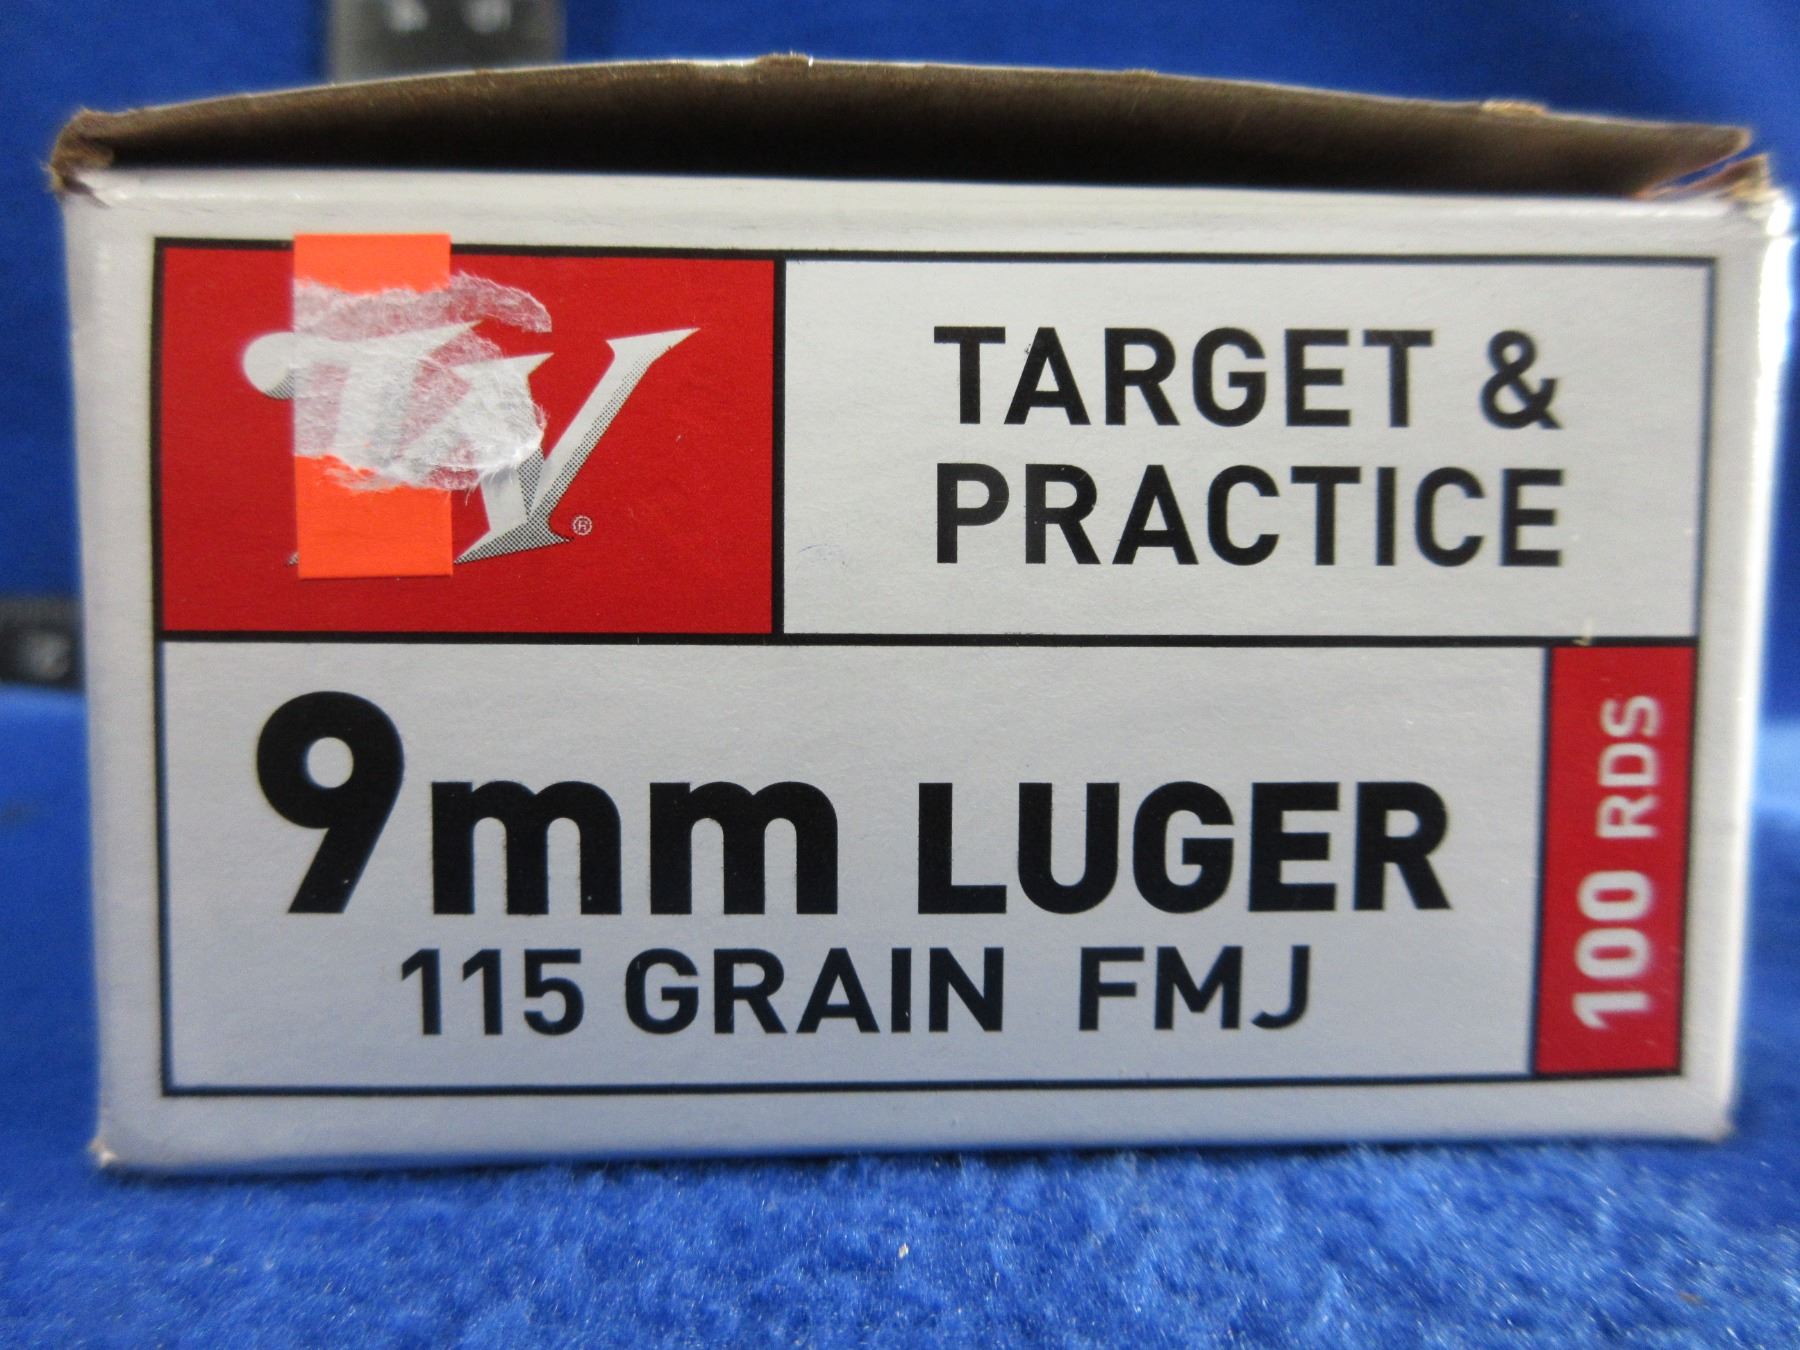 W®
TARGET &
PRACTICE
9mm LUGER
115 GRAIN FMJ
100 RDS